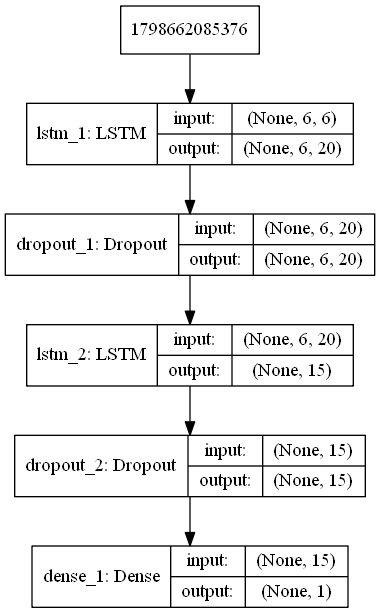 1798662085376
lstm_1: LSTM
input:
(None, 6, 6)
output:
(None, 6, 20)
dropout_1: Dropout
input:
(None, 6, 20)
output:
(None, 6, 20)
lstm_2: LSTM
input:
(None, 6, 20)
output:
(None, 15)
dropout_2: Dropout
input:
(None, 15)
output:
(None, 15)
dense_1: Dense
input:
(None, 15)
output:
(None, 1)